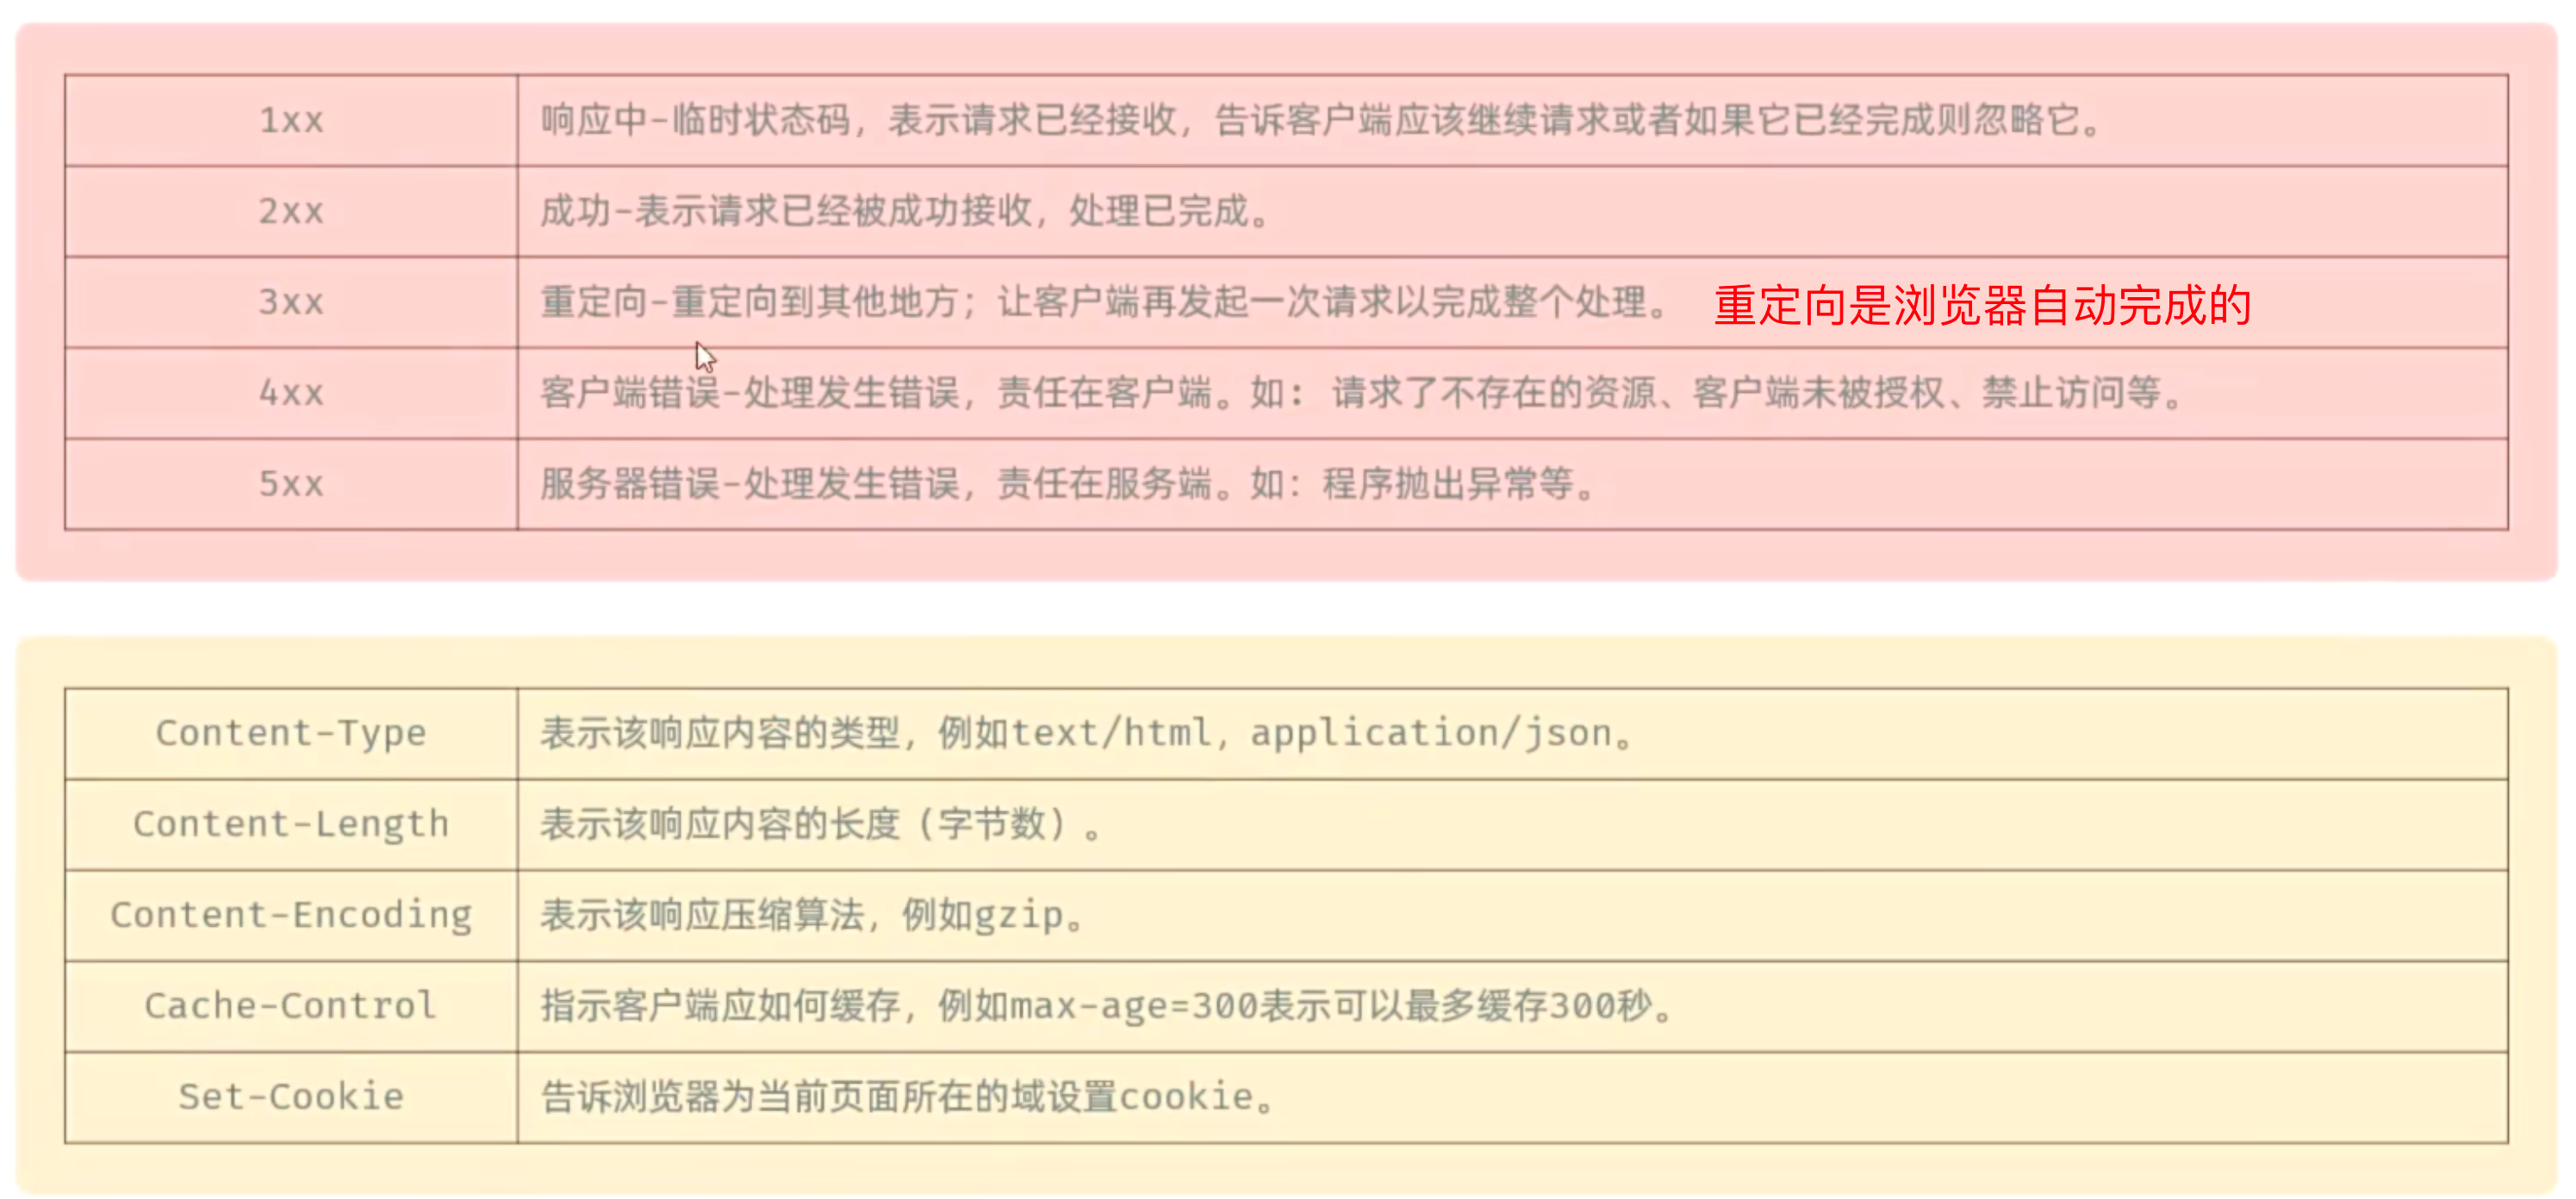 1xx 响应中-临时状态码，表示请求已经接收，告诉客户端应该继续请求或者如果它已经完成则忽略它。
2xx 成功-表示请求已经被成功接收，处理已完成。
3xx 重定向-重定向到其他地方；让客户端再发起一次请求以完成整个处理。 重定向是浏览器自动完成的
4xx 客户端错误-处理发生错误，责任在客户端。如： 请求了不存在的资源、客户端未被授权、禁止访问等。
5xx 服务器错误-处理发生错误，责任在服务端。如：程序抛出异常等。
Content-Type 表示该响应内容的类型，例如text/html，application/json。
Content-Length 表示该响应内容的长度（字节数）。
Content-Encoding 表示该响应压缩算法，例如gzip。
Cache-Control 指示客户端应如何缓存，例如max-age=300表示可以最多缓存300秒。
Set-Cookie 告诉浏览器为当前页面所在的域设置cookie。